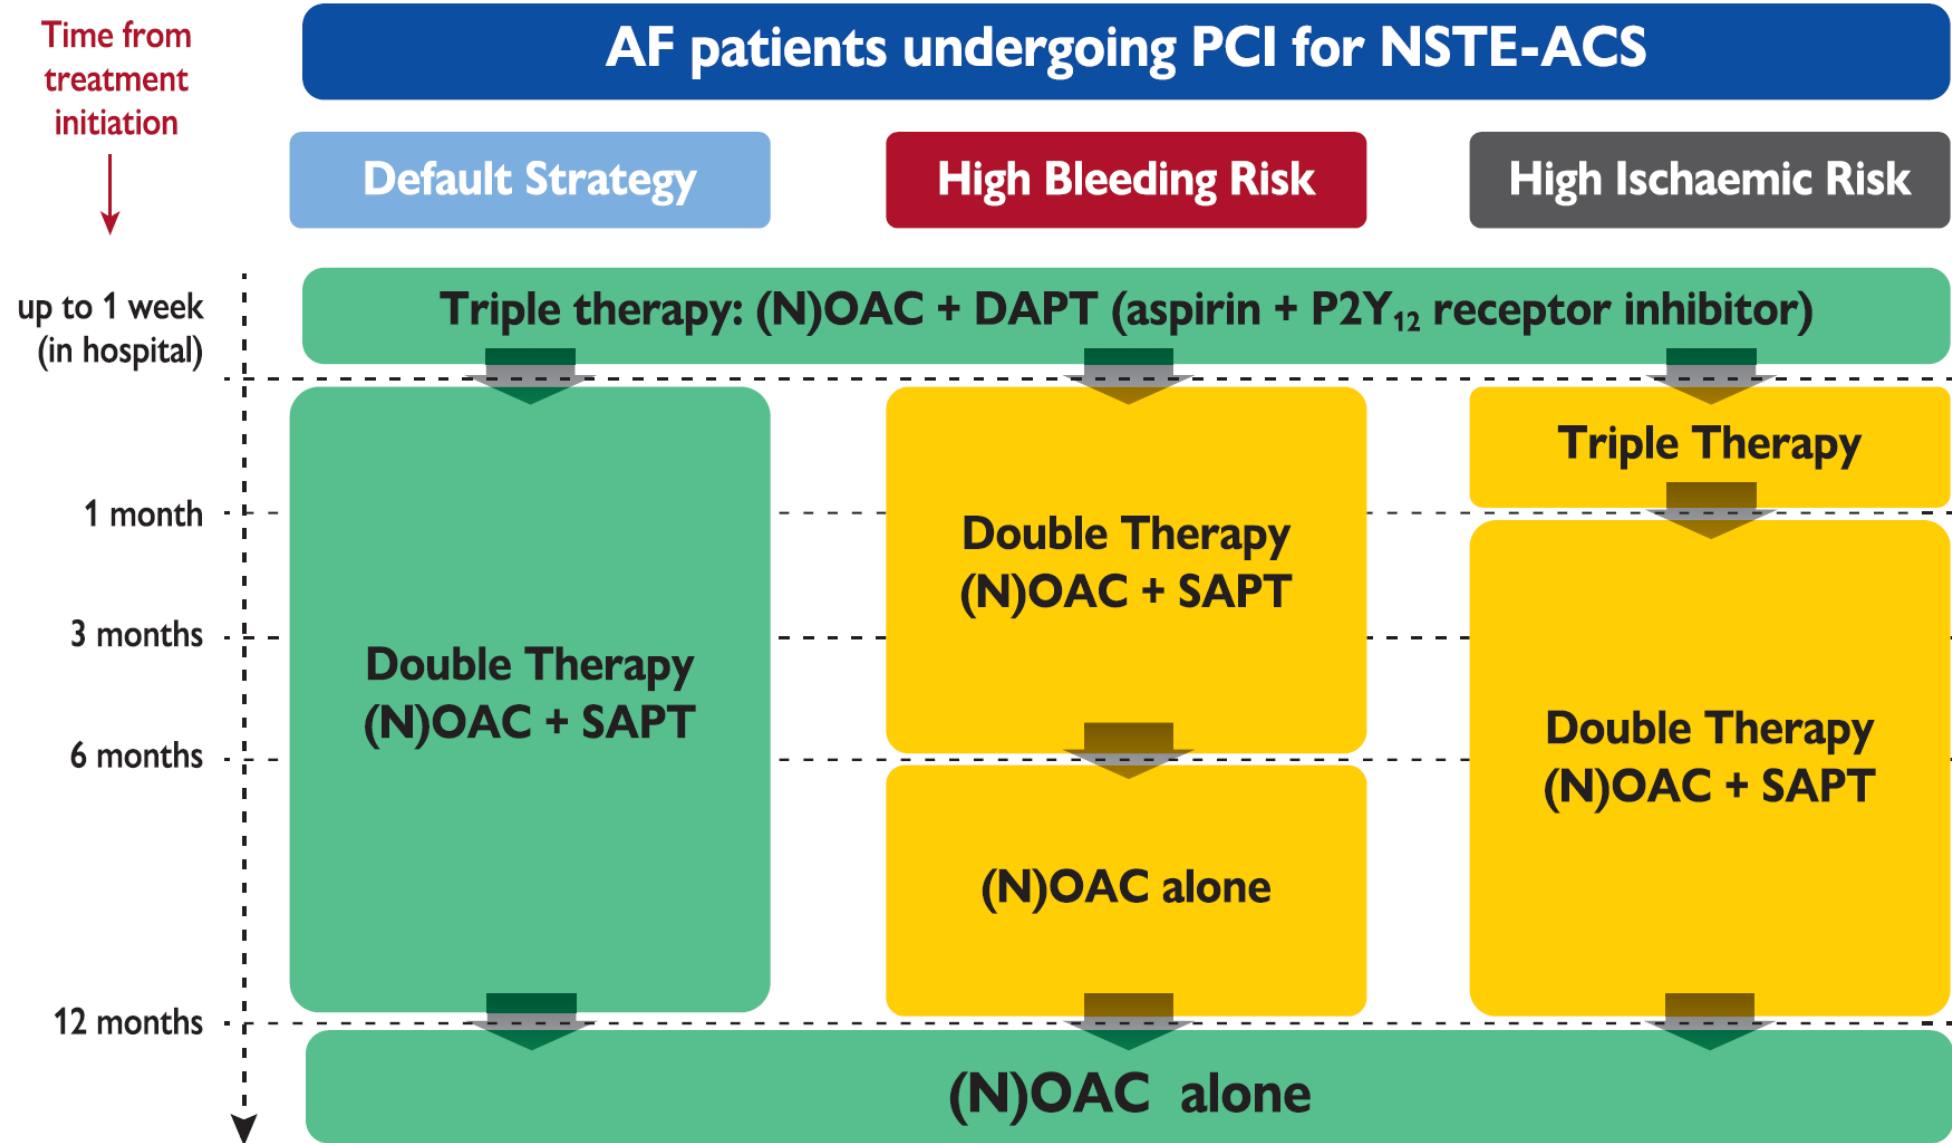 Time from
treatment
initiation
AF patients undergoing PCI for NSTE-ACS
Default Strategy
High Bleeding Risk
High Ischaemic Risk
up to 1 week
(in hospital)
Triple therapy: (N)OAC + DAPT (aspirin + P2Y₁₂ receptor inhibitor)
Triple Therapy
1 month
Double Therapy
(N)OAC + SAPT
3 months
Double Therapy
(N)OAC + SAPT
6 months
Double Therapy
(N)OAC + SAPT
(N)OAC alone
12 months
(N)OAC alone